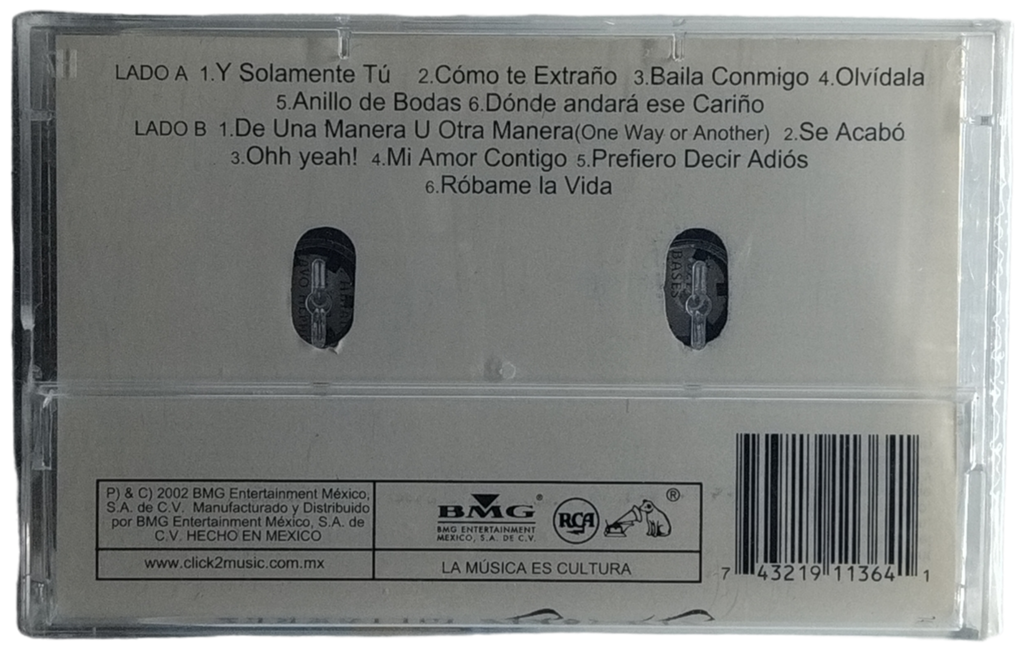 LADO A 1.Y Solamente Tú 2.Cómo te Extraño 3.Baila Conmigo 4.Olvídala
5.Anillo de Bodas 6.Dónde andará ese Cariño
LADO B 1.De Una Manera U Otra Manera(One Way or Another) 2.Se Acabó
3.Ohh yeah! 4.Mi Amor Contigo 5.Prefiero Decir Adiós
6.Róbame la Vida
BASES
P) & C) 2002 BMG Entertainment México,
S.A. de C.V. Manufacturado y Distribuido
por BMG Entertainment México, S.A. de
C.V. HECHO EN MEXICO
www.click2music.com.mx
BMG
BMG ENTERTAINMENT
MEXICO, S.A. DE C.V.
RCA
®
LA MÚSICA ES CULTURA
7 43219 11364 1